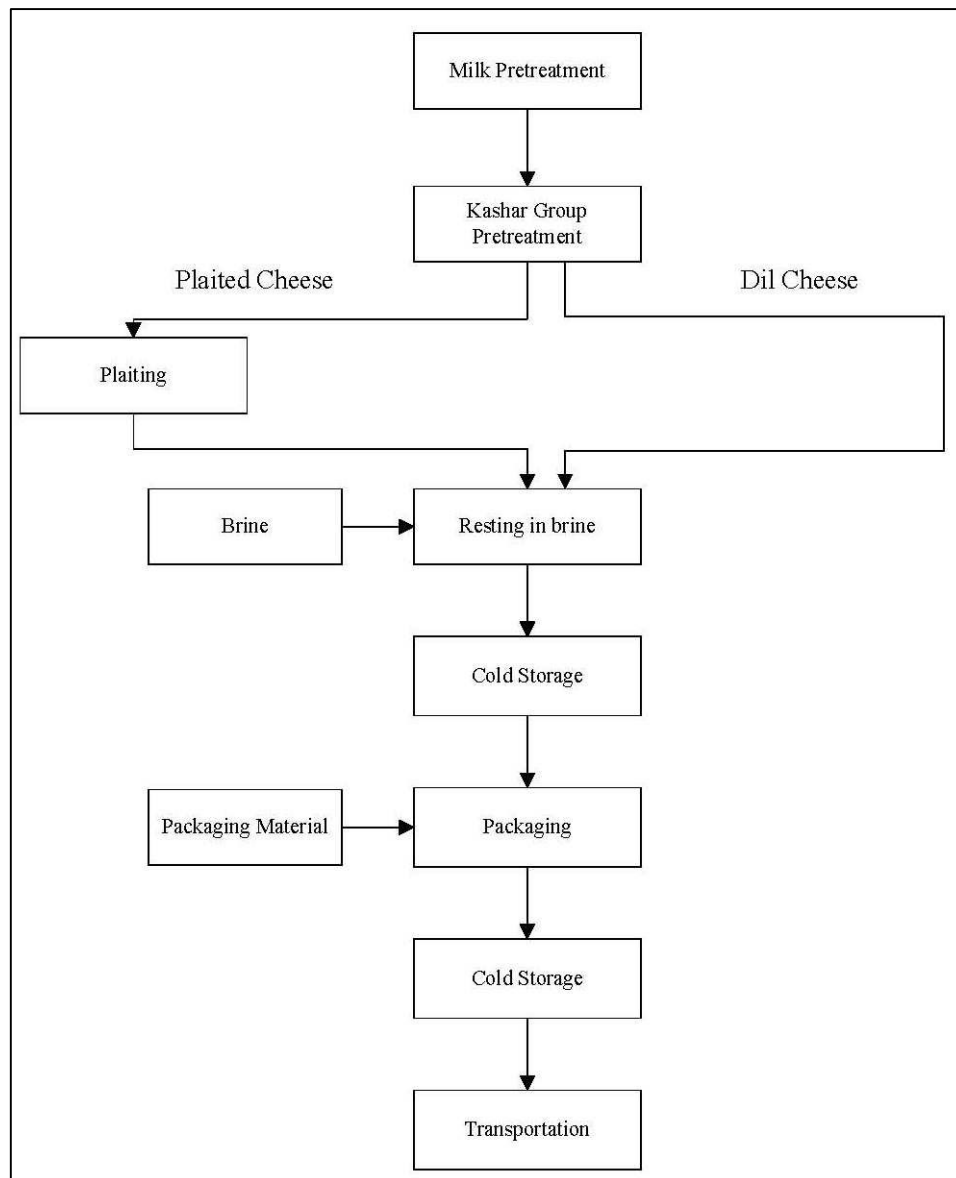 Milk Pretreatment
Kashar Group
Pretreatment
Plaited Cheese
Dil Cheese
Plaiting
Brine
Resting in brine
Cold Storage
Packaging Material
Packaging
Cold Storage
Transportation